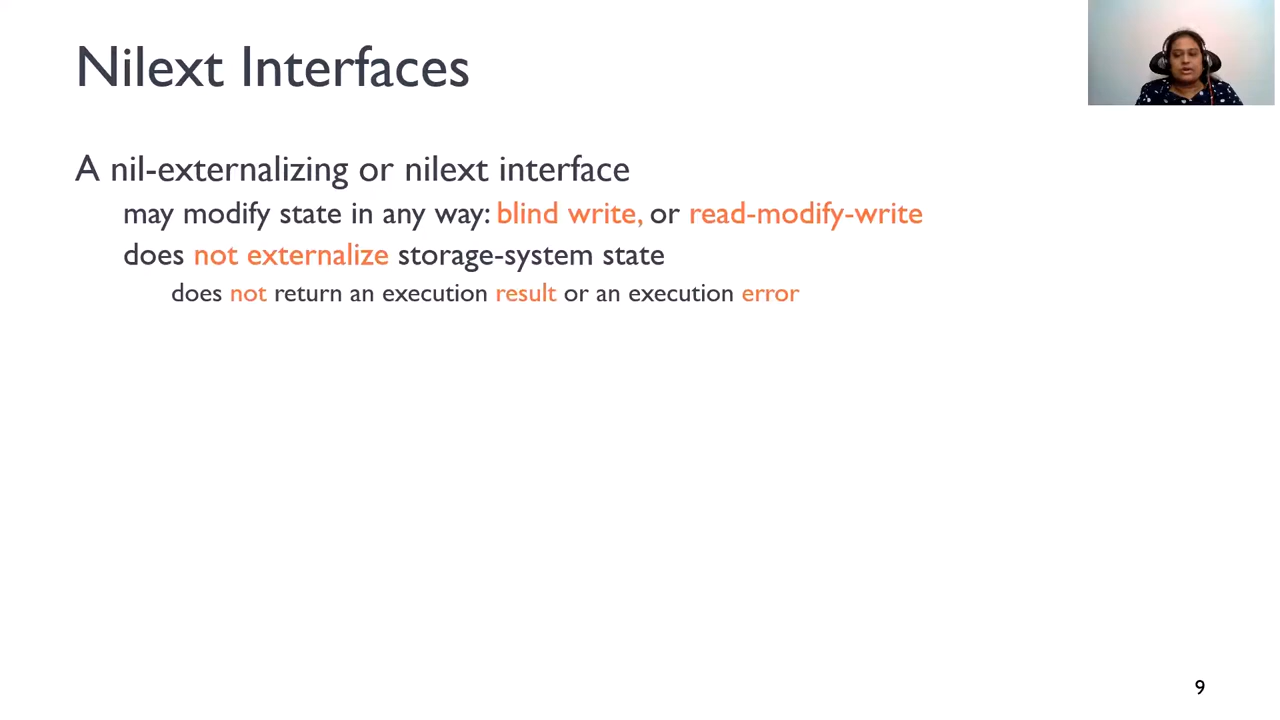 Nilext Interfaces
A nil-externalizing or nilext interface
may modify state in any way: blind write, or read-modify-write
does not externalize storage-system state
does not return an execution result or an execution error
9